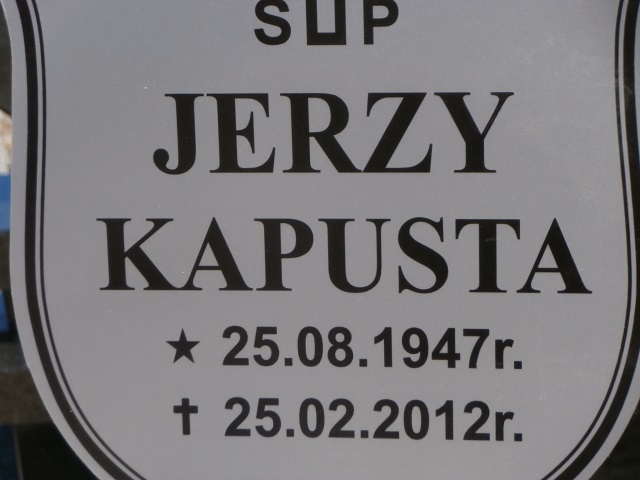 S P
JERZY
KAPUSTA
★ 25.08.1947r.
✝ 25.02.2012r.